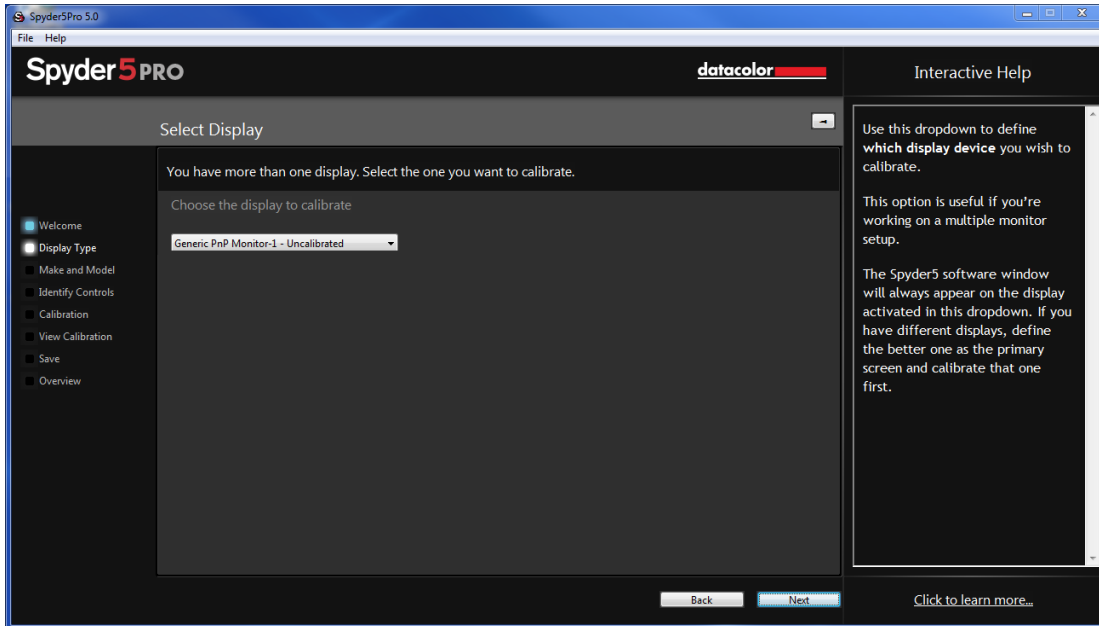 Spyder5Pro 5.0
File Help
Spyder5PRO
datacolor
Interactive Help
Select Display
You have more than one display. Select the one you want to calibrate.
Choose the display to calibrate
Generic PnP Monitor-1 - Uncalibrated
Welcome
Display Type
Make and Model
Identify Controls
Calibration
View Calibration
Save
Overview
Use this dropdown to define
which display device you wish to
calibrate.
This option is useful if you're
working on a multiple monitor
setup.
The Spyder5 software window
will always appear on the display
activated in this dropdown. If you
have different displays, define
the better one as the primary
screen and calibrate that one
first.
Back Next
Click to learn more...